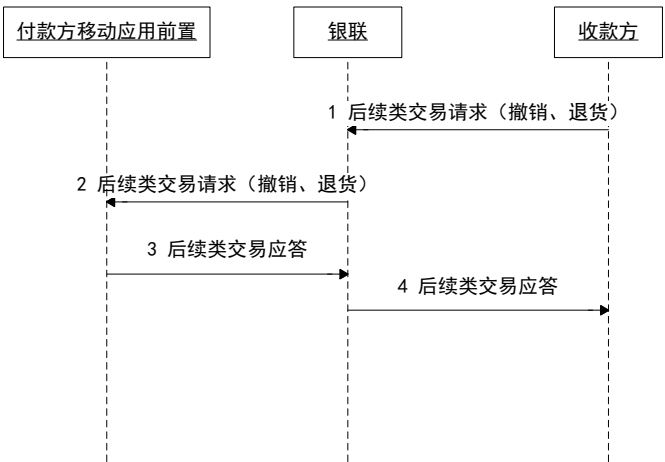 付款方移动应用前置
银联
收款方
1 后续类交易请求（撤销、退货）
2 后续类交易请求（撤销、退货）
3 后续类交易应答
4 后续类交易应答